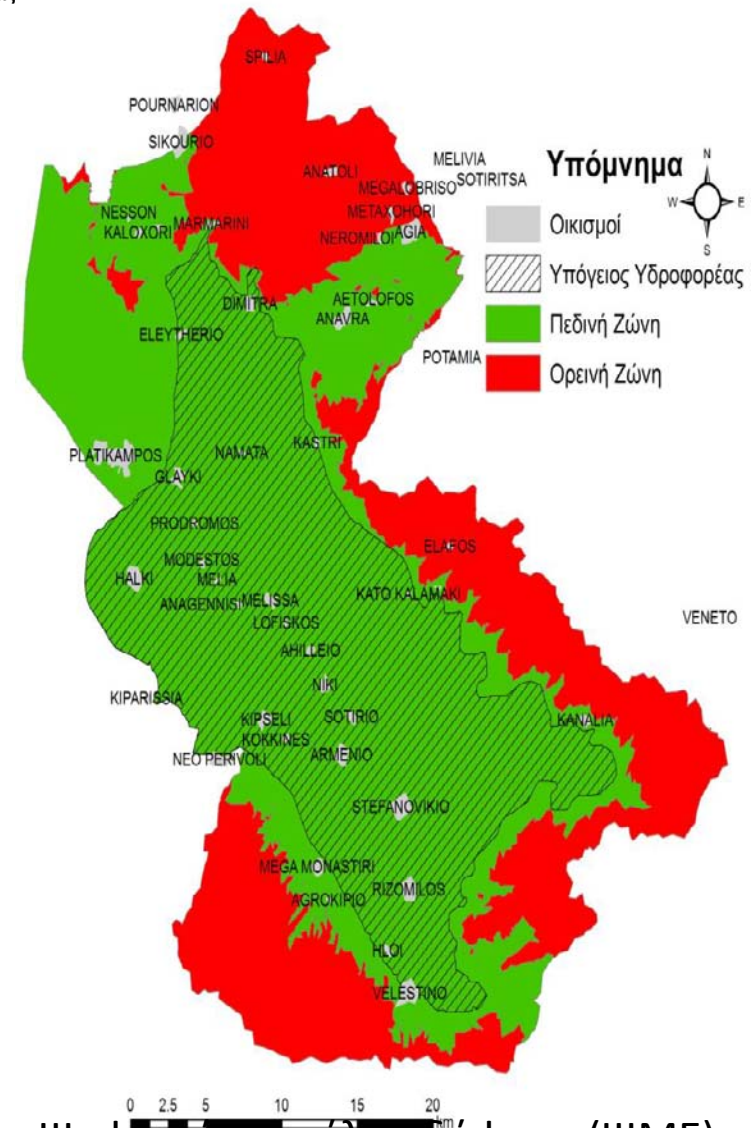 SPILIA
POURNARION
SIKOURIO
MELIVIA
SOTIRITSA
ANATOLI
MEGALOBRISO
NESSON
METAXOHORI
KALOXORI
MARMARINI
NEROMILOI
AGIA
Υπόμνημα
N
W
E
S
Οικισμοί
Υπόγειος Υδροφορέας
Πεδινή Ζώνη
Ορεινή Ζώνη
DIMITRA
AETOLOFOS
ANAVRA
ELEYTHERIO
POTAMIA
KASTRI
PLATIKAMPOS
NAMATA
GLAYKI
PRODROMOS
ELAFOS
MODESTOS
HALKI
MELIA
KATO KALAMAKI
ANAGENNISI
MELISSA
LOFISKOS
VENETO
AHILLEIO
NIKI
KIPARISSIA
KIPSELI
SOTIRIO
KANALIA
KOKKINES
NEO PERIVOLI
ARMENIO
STEFANOVIKIO
MEGA MONASTIRI
RIZOMILOS
AGROKIPIO
HLOI
VELESTINO
0 2.5 5 10 15 20
km